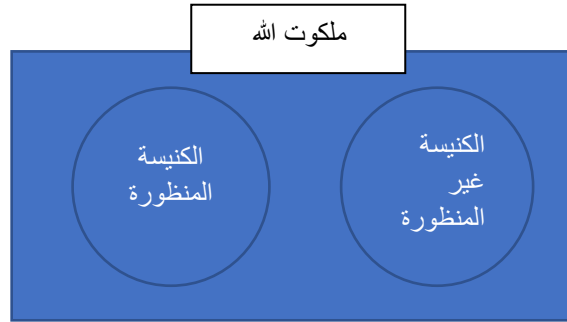 ملكوت الله
الكنيسة
غير
المنظورة
الكنيسة
المنظورة